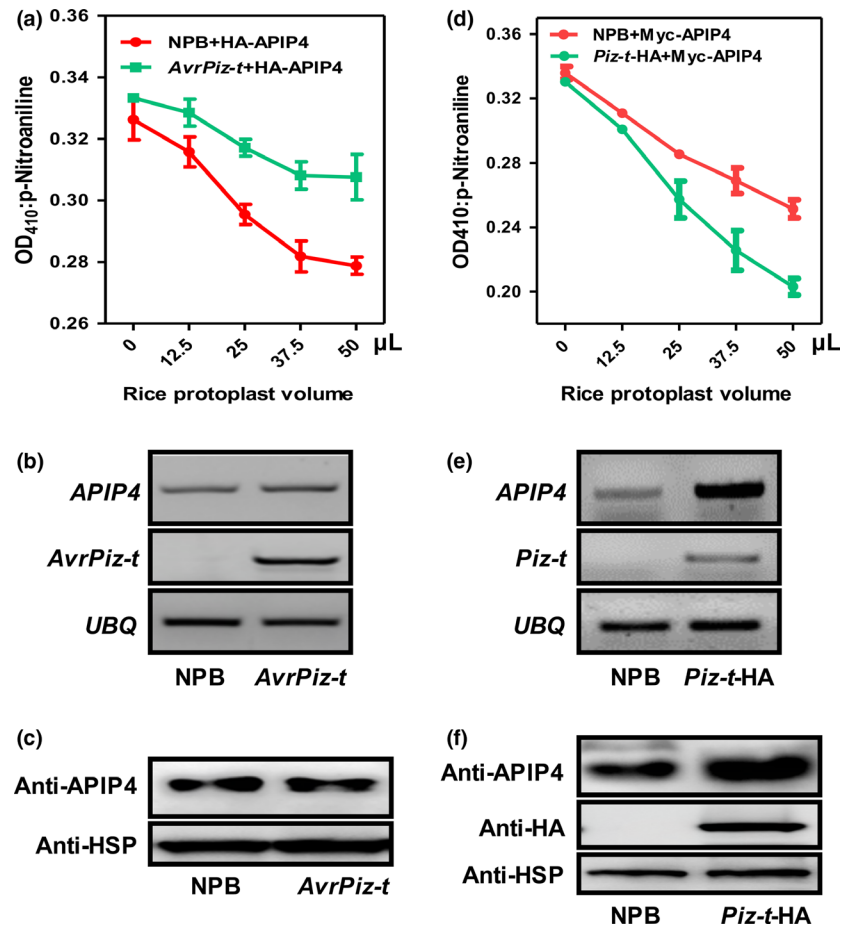 (a)
NPB+HA-APIP4
AvrPiz-t+HA-APIP4
OD410:p-Nitroaniline
0.36
0.34
0.32
0.30
0.28
0.26
0 12.5 25 37.5 50 µL
Rice protoplast volume
(d)
NPB+Myc-APIP4
Piz-t-HA+Myc-APIP4
OD410:p-Nitroaniline
0.36
0.32
0.28
0.24
0.20
0 12.5 25 37.5 50 µL
Rice protoplast volume
(b)
APIP4
AvrPiz-t
UBQ
NPB AvrPiz-t
(e)
APIP4
Piz-t
UBQ
NPB Piz-t-HA
(c)
Anti-APIP4
Anti-HSP
NPB AvrPiz-t
(f)
Anti-APIP4
Anti-HA
Anti-HSP
NPB Piz-t-HA